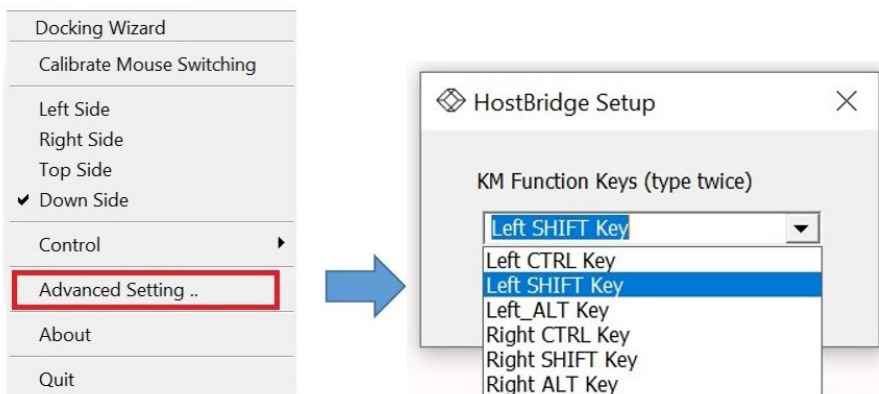 Docking Wizard
Calibrate Mouse Switching
Left Side
Right Side
Top Side
Down Side
Control
Advanced Setting ..
About
Quit
HostBridge Setup
KM Function Keys (type twice)
Left SHIFT Key
Left CTRL Key
Left SHIFT Key
Left_ALT Key
Right CTRL Key
Right SHIFT Key
Right ALT Key